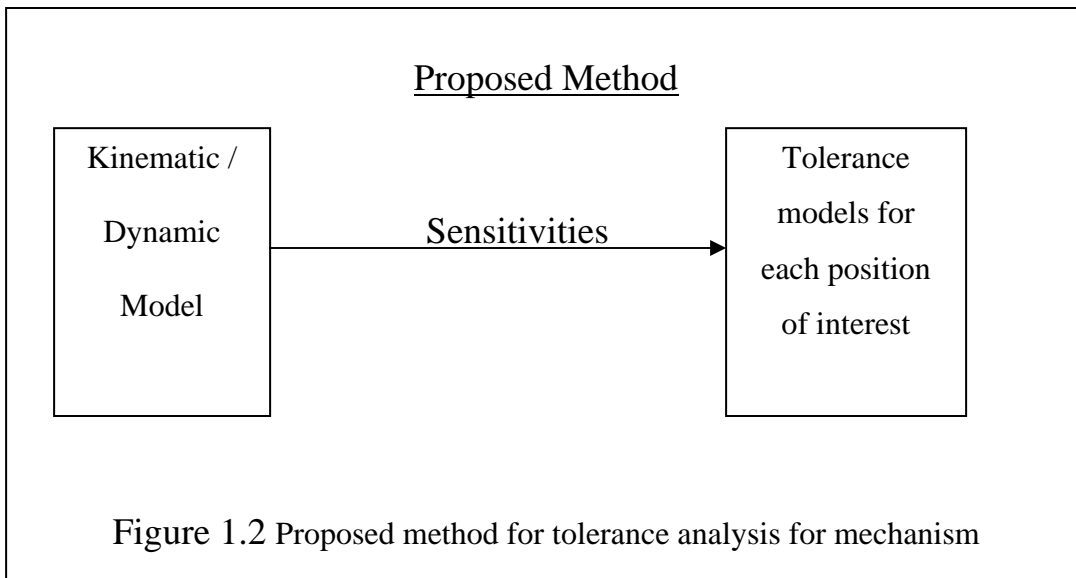 Proposed Method
Kinematic /
Dynamic
Model
Sensitivities
Tolerance
models for
each position
of interest
Figure 1.2 Proposed method for tolerance analysis for mechanism